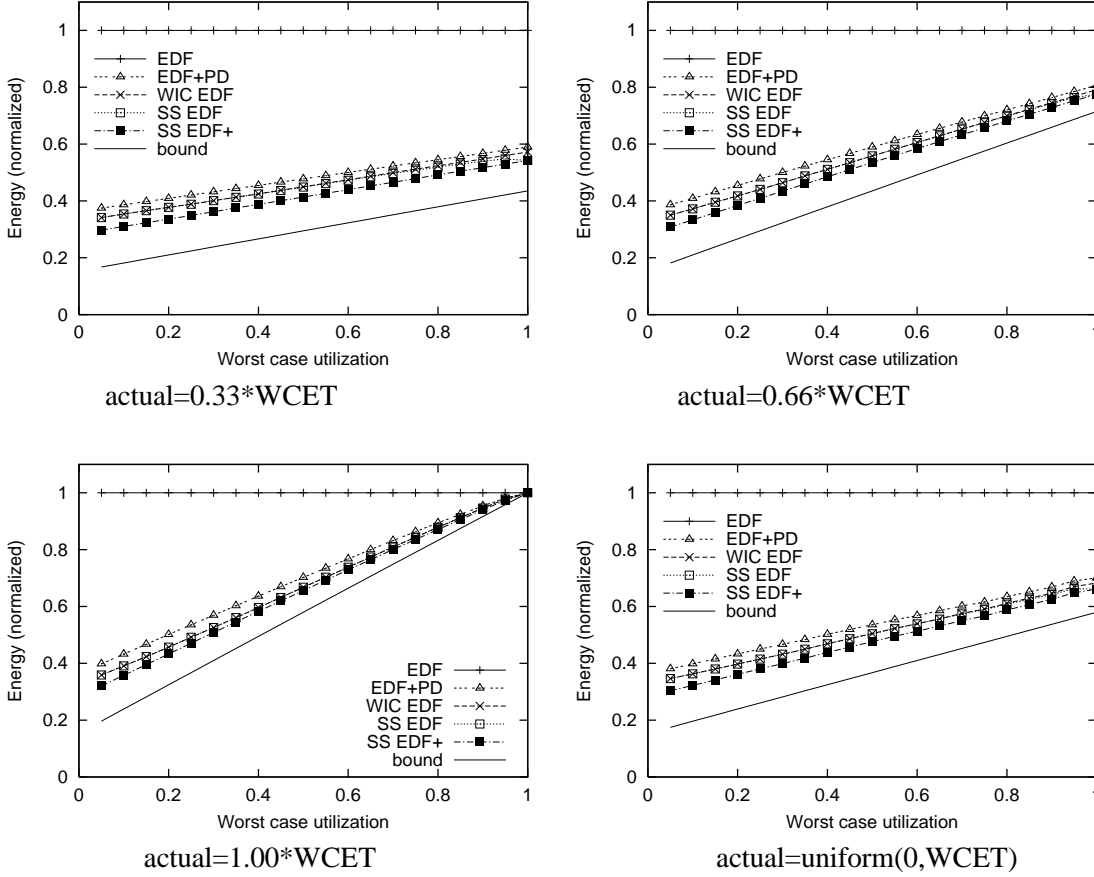 Energy (normalized)
1
0.8
0.6
0.4
0.2
0
EDF
EDF+PD
WIC EDF
SS EDF
SS EDF+
bound
0
0.2
0.4
0.6
0.8
1
Worst case utilization
actual=0.33*WCET
Energy (normalized)
1
0.8
0.6
0.4
0.2
0
EDF
EDF+PD
WIC EDF
SS EDF
SS EDF+
bound
0
0.2
0.4
0.6
0.8
1
Worst case utilization
actual=0.66*WCET
Energy (normalized)
1
0.8
0.6
0.4
0.2
0
EDF
EDF+PD
WIC EDF
SS EDF
SS EDF+
bound
0
0.2
0.4
0.6
0.8
1
Worst case utilization
actual=1.00*WCET
Energy (normalized)
1
0.8
0.6
0.4
0.2
0
EDF
EDF+PD
WIC EDF
SS EDF
SS EDF+
bound
0
0.2
0.4
0.6
0.8
1
Worst case utilization
actual=uniform(0,WCET)